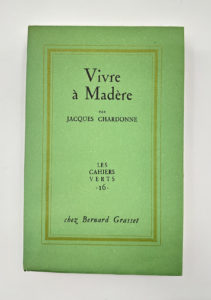 Vivre
à Madère
PAR
JACQUES CHARDONNE
LES
CAHIERS
VERTS
-16-
chez Bernard Grasset